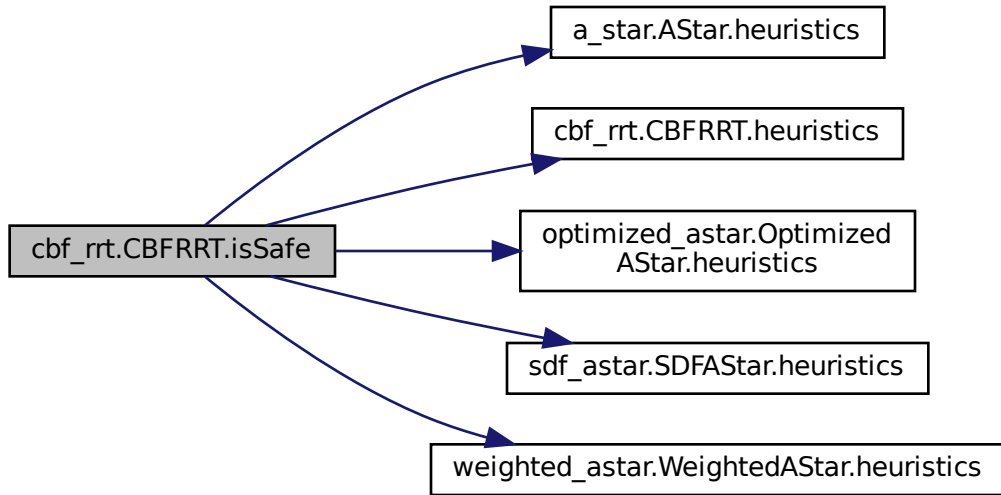 a_star.AStar.heuristics
cbf_rrt.CBFRRT.heuristics
cbf_rrt.CBFRRT.isSafe
optimized_astar.Optimized
AStar.heuristics
sdf_astar.SDFAStar.heuristics
weighted_astar.WeightedAStar.heuristics